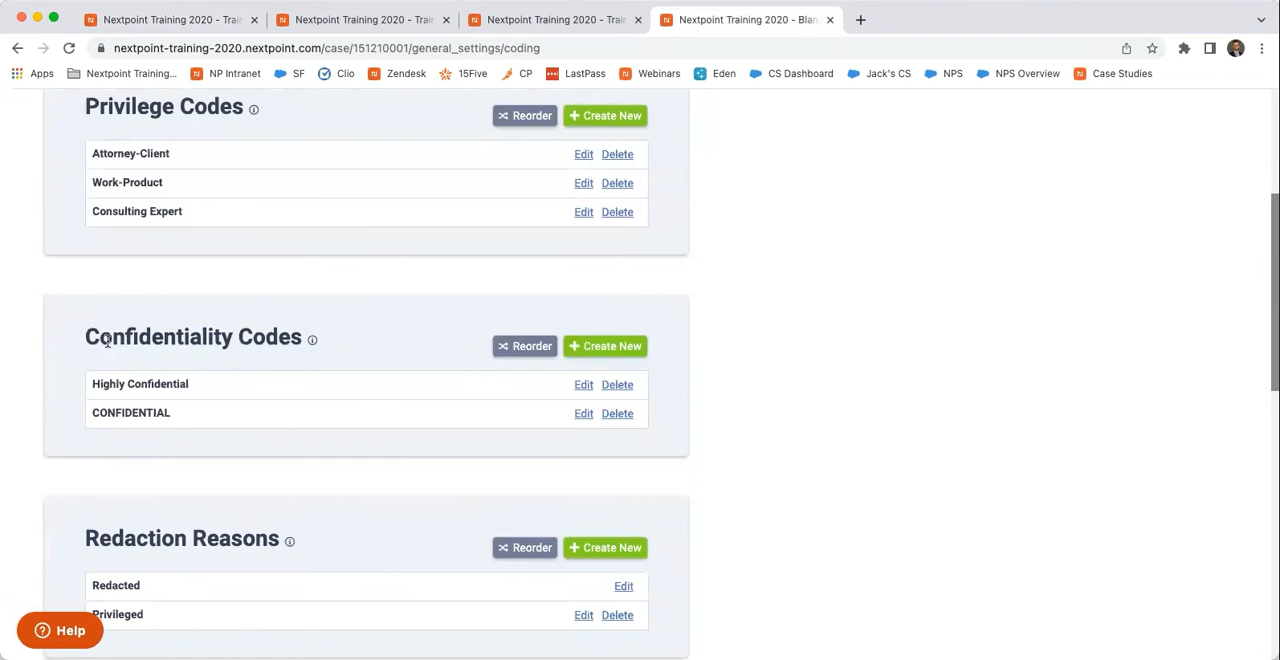 Nextpoint Training 2020 - Trai
Nextpoint Training 2020 - Trai
Nextpoint Training 2020 - Trai
Nextpoint Training 2020 - Blan
nextpoint-training-2020.nextpoint.com/case/151210001/general_settings/coding
Apps Nextpoint Training... NP Intranet SF Clio Zendesk 15Five CP LastPass Webinars Eden CS Dashboard Jack's CS NPS NPS Overview Case Studies
Privilege Codes Reorder + Create New
Attorney-Client Edit Delete
Work-Product Edit Delete
Consulting Expert Edit Delete
Confidentiality Codes Reorder + Create New
Highly Confidential Edit Delete
CONFIDENTIAL Edit Delete
Redaction Reasons Reorder + Create New
Redacted Edit
Privileged Edit Delete
Help